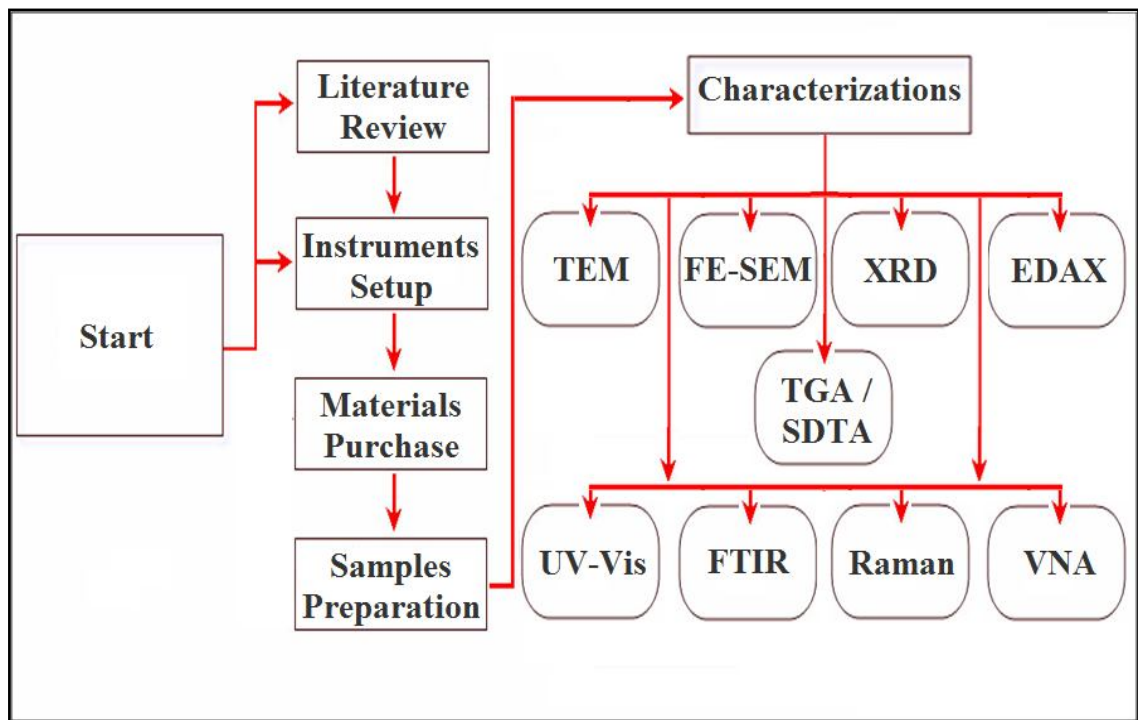 Start
Literature
Review
Instruments
Setup
Materials
Purchase
Samples
Preparation
Characterizations
TEM
FE-SEM
XRD
EDAX
TGA /
SDTA
UV-Vis
FTIR
Raman
VNA